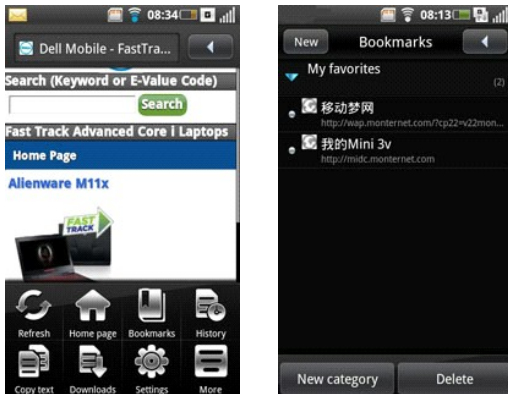 08:34
Dell Mobile - FastTra...
Search (Keyword or E-Value Code)
Search
Fast Track Advanced Core i Laptops
Home Page
Alienware M11x
FAST
TRACK
Refresh
Home page
Bookmarks
History
Copy text
Downloads
Settings
More
08:13
New
Bookmarks
My favorites
(2)
移动梦网
http://wap.monternet.com/?cp22=v22mon...
我的Mini 3v
http://midc.monternet.com
New category
Delete